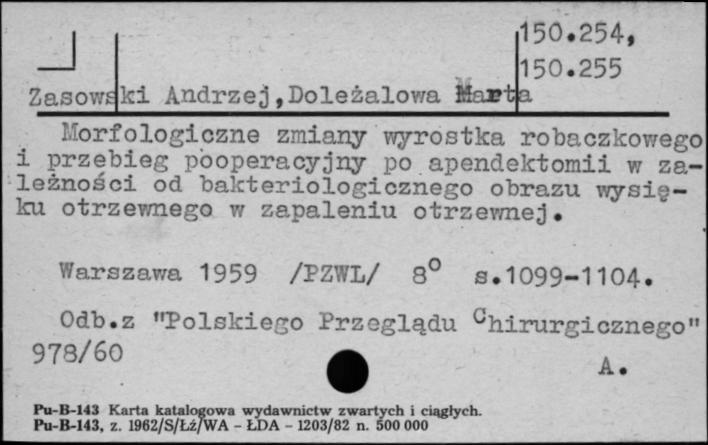 150.254,
150.255
Zasowski Andrzej,Doleżalowa Marta
Morfologiczne zmiany wyrostka robaczkowego
i przebieg pooperacyjny po apendektomii w za-
leżności od bakteriologicznego obrazu wysię-
ku otrzewnego w zapaleniu otrzewnej.
Warszawa 1959 /PZWL/ 8° s.1099-1104.
Odb.z "Polskiego Przeglądu Chirurgicznego"
978/60
A.
Pu-B-143 Karta katalogowa wydawnictw zwartych i ciągłych.
Pu-B-143, z. 1962/S/Łź/WA - ŁDA - 1203/82 n. 500 000